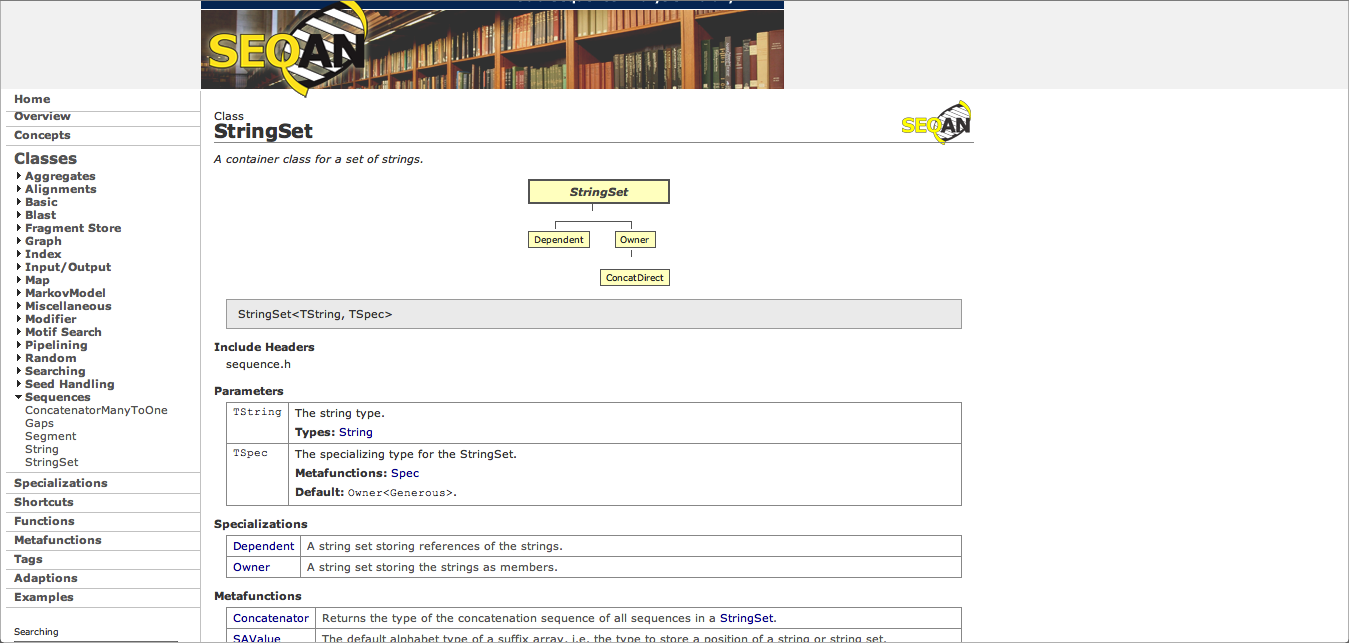 SEQAN
Home
Overview
Concepts
Classes
Aggregates
Alignments
Basic
Blast
Fragment Store
Graph
Index
Input/Output
Map
MarkovModel
Miscellaneous
Modifier
Motif Search
Pipelining
Random
Searching
Seed Handling
Sequences
ConcatenatorManyToOne
Gaps
Segment
String
StringSet
Specializations
Shortcuts
Functions
Metafunctions
Tags
Adaptions
Examples
Searching
Class
StringSet
SEQAN
A container class for a set of strings.
StringSet
Dependent Owner
ConcatDirect
StringSet<TString, TSpec>
Include Headers
sequence.h
Parameters
TString The string type.
Types: String
TSpec The specializing type for the StringSet.
Metafunctions: Spec
Default: Owner<Generous>.
Specializations
Dependent A string set storing references of the strings.
Owner A string set storing the strings as members.
Metafunctions
Concatenator Returns the type of the concatenation sequence of all sequences in a StringSet.
SAValue The default alphabet type of a suffix array, i.e. the type to store a position of a string or string set.